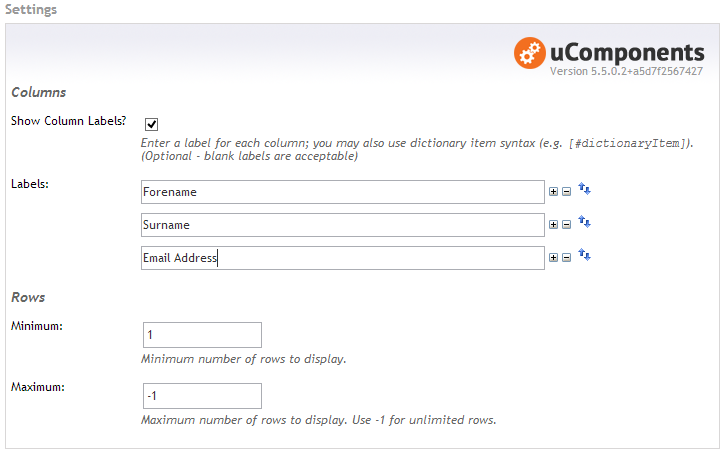 Settings
uComponents
Version 5.5.0.2+a5d7f2567427
Columns
Show Column Labels?
Enter a label for each column; you may also use dictionary item syntax (e.g. [#dictionaryItem]).
(Optional - blank labels are acceptable)
Labels:
Forename
Surname
Email Address
Rows
Minimum:
1
Minimum number of rows to display.
Maximum:
-1
Maximum number of rows to display. Use -1 for unlimited rows.